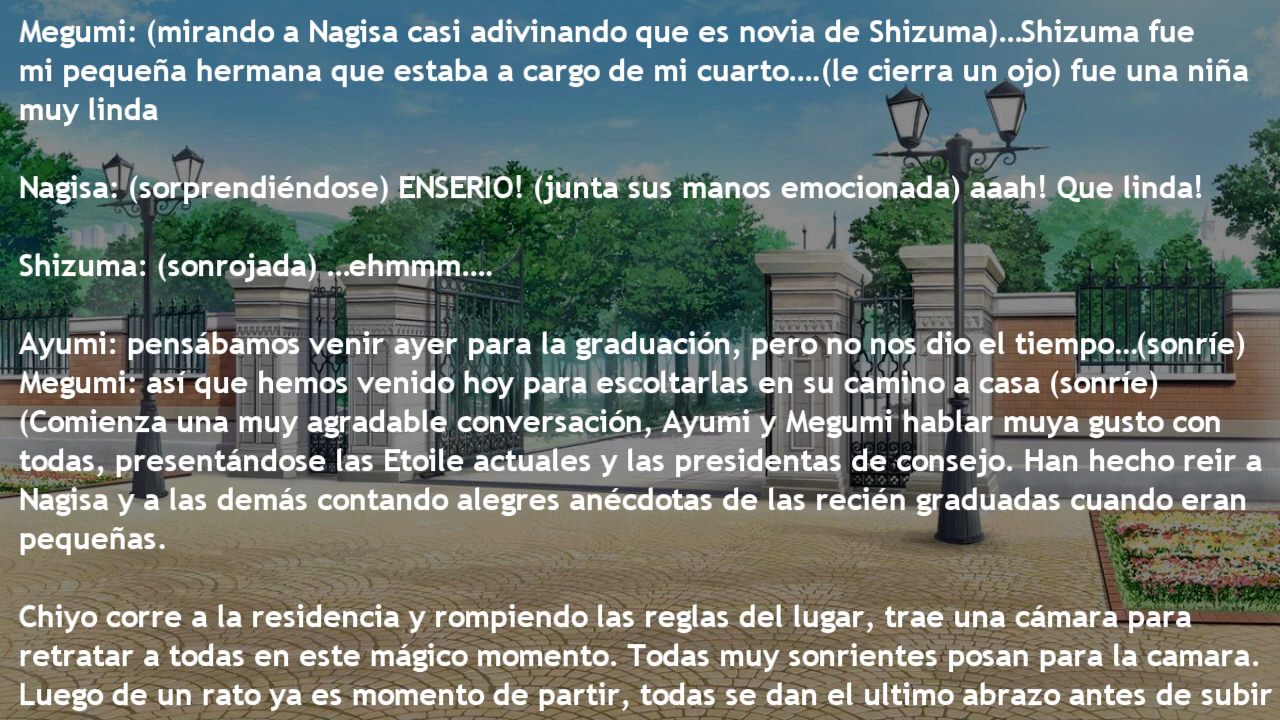 Megumi: (mirando a Nagisa casi adivinando que es novia de Shizuma)...Shizuma fue
mi pequeña hermana que estaba a cargo de mi cuarto....(le cierra un ojo) fue una niña
muy linda
Nagisa: (sorprendiéndose) ENSERIO! (junta sus manos emocionada) aaah! Que linda!
Shizuma: (sonrojada) ...ehmmm....
Ayumi: pensábamos venir ayer para la graduación, pero no nos dio el tiempo...(sonríe)
Megumi: así que hemos venido hoy para escoltarlas en su camino a casa (sonríe)
(Comienza una muy agradable conversación, Ayumi y Megumi hablar muya gusto con
todas, presentándose las Etoile actuales y las presidentas de consejo. Han hecho reir a
Nagisa y a las demás contando alegres anécdotas de las recién graduadas cuando eran
pequeñas.
Chiyo corre a la residencia y rompiendo las reglas del lugar, trae una cámara para
retratar a todas en este mágico momento. Todas muy sonrientes posan para la camara.
Luego de un rato ya es momento de partir, todas se dan el ultimo abrazo antes de subir